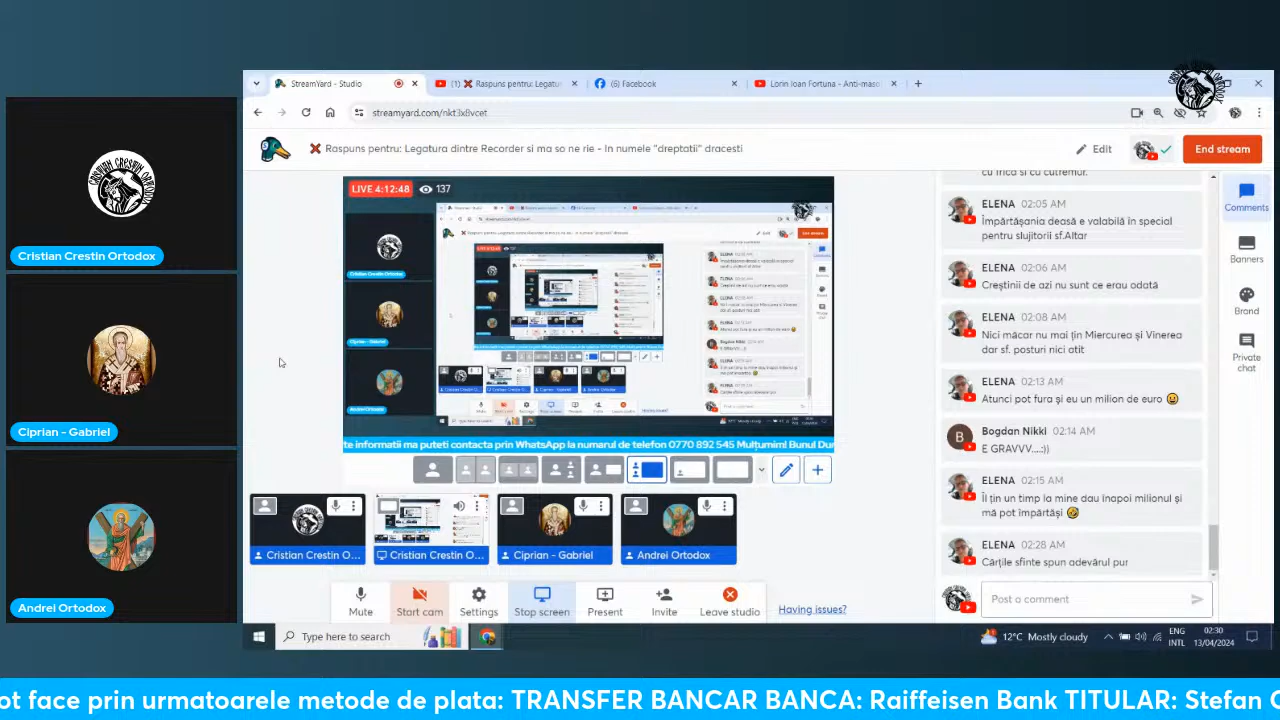 StreamYard - Studio
(1) ❌ Raspuns pentru: Legatu
(6) Facebook
Lorin Ioan Fortuna - Anti-maso
streamyard.com/nkt3x8vcet
❌ Raspuns pentru: Legatura dintre Recorder si ma so ne rie - In numele "dreptatii" dracesti
Edit
End stream
CRISTIAN CRESTIN ORTODOX
Cristian Crestin Ortodox
Ciprian - Gabriel
Andrei Ortodox
LIVE 4:12:48
137
te informatii ma puteti contacta prin WhatsApp la numarul de telefon 0770 892 545 Mulțumim! Bunul Dum
Cristian Crestin O...
Cristian Crestin O...
Ciprian - Gabriel
Andrei Ortodox
Mute
Start cam
Settings
Stop screen
Present
Invite
Leave studio
Having issues?
cu frica si cu cutremur.
ELENA 02:05 AM
Împărtășania deasă e valabilă în special
pentru slujitorii sf.Altar
ELENA 02:06 AM
Creștinii de azi nu sunt ce erau odată
ELENA 02:08 AM
Nici măcar nu mai țin Miercurea și Vinerea
dar sf. posturi nici atît
ELENA 02:13 AM
Atunci pot fura și eu un milion de euro 😀
B
Bogdan Nikki 02:14 AM
E GRAVVV....:))
ELENA 02:15 AM
Îl țin un timp la mine dau înapoi milionul și
mă pot împărtăși 🤣
ELENA 02:28 AM
Cărțile sfinte spun adevărul pur
Post a comment
Comments
Banners
Brand
Private
chat
Type here to search
12°C Mostly cloudy
ENG
INTL
02:30
13/04/2024
ot face prin urmatoarele metode de plata: TRANSFER BANCAR BANCA: Raiffeisen Bank TITULAR: Stefan C